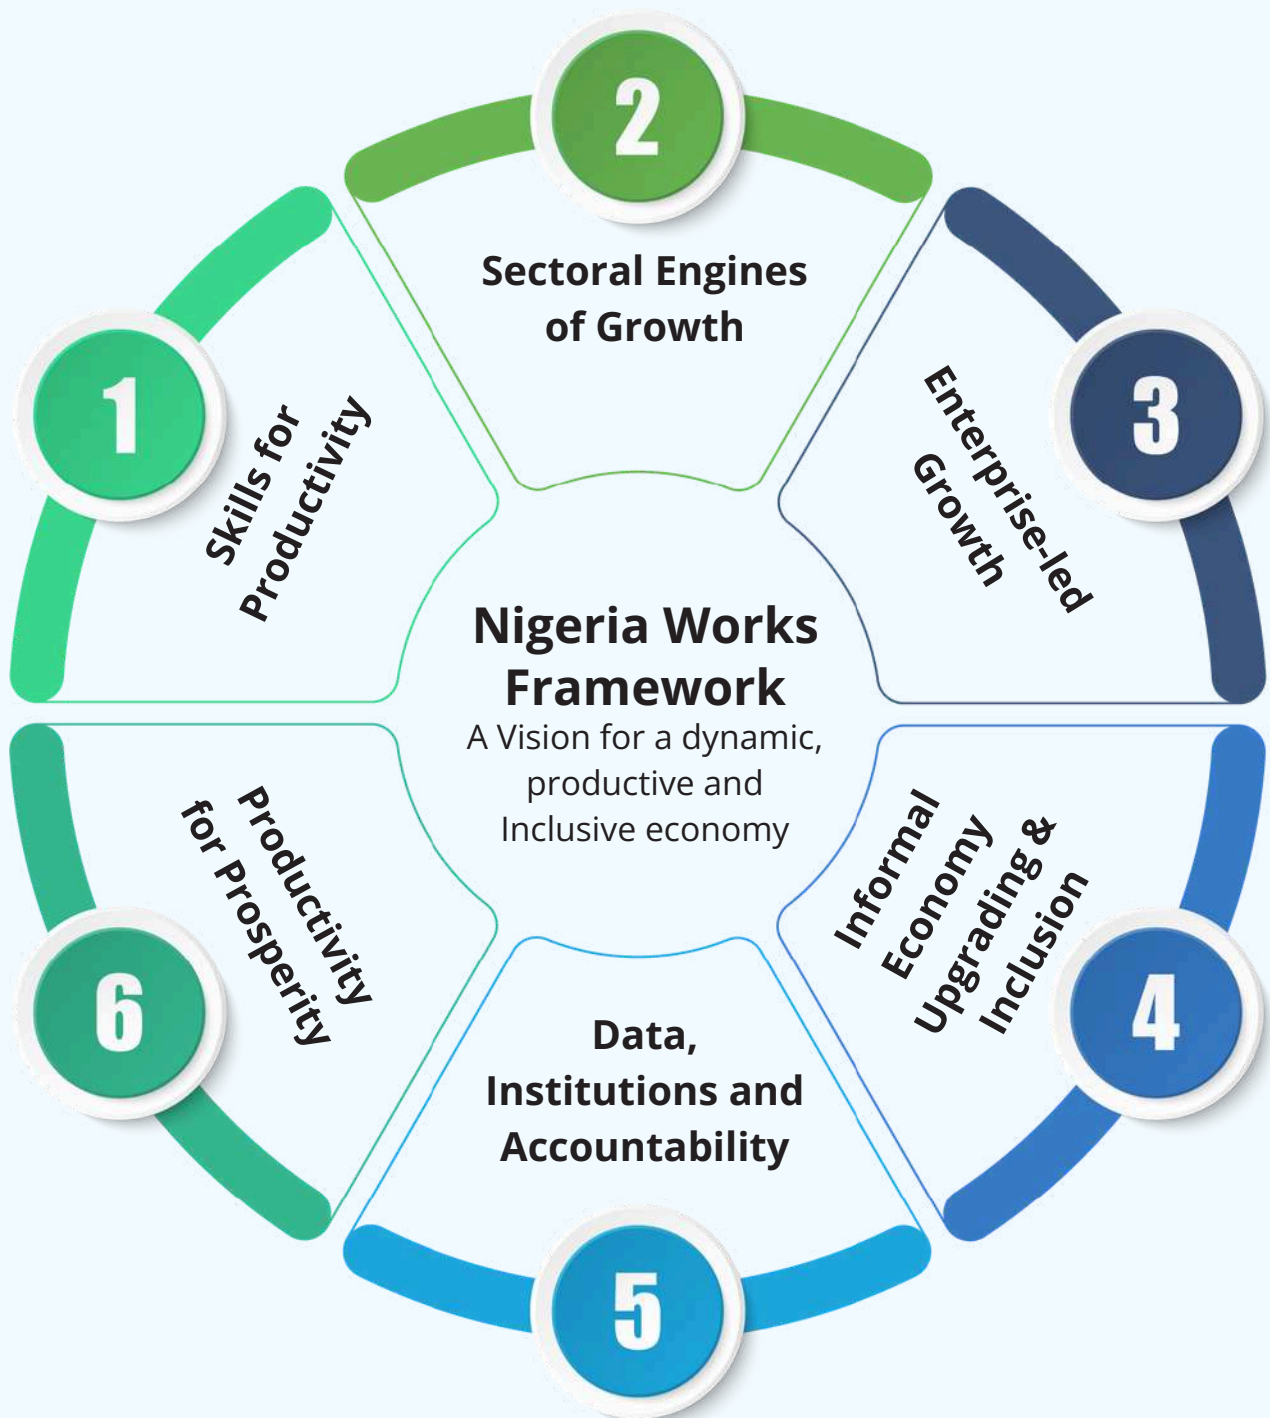 1
Skills for
Productivity
2
Sectoral Engines
of Growth
3
Enterprise-led
Growth
Nigeria Works
Framework
A Vision for a dynamic,
productive and
Inclusive economy
4
Informal
Economy
Upgrading &
Inclusion
5
Data,
Institutions and
Accountability
6
Productivity
for Prosperity